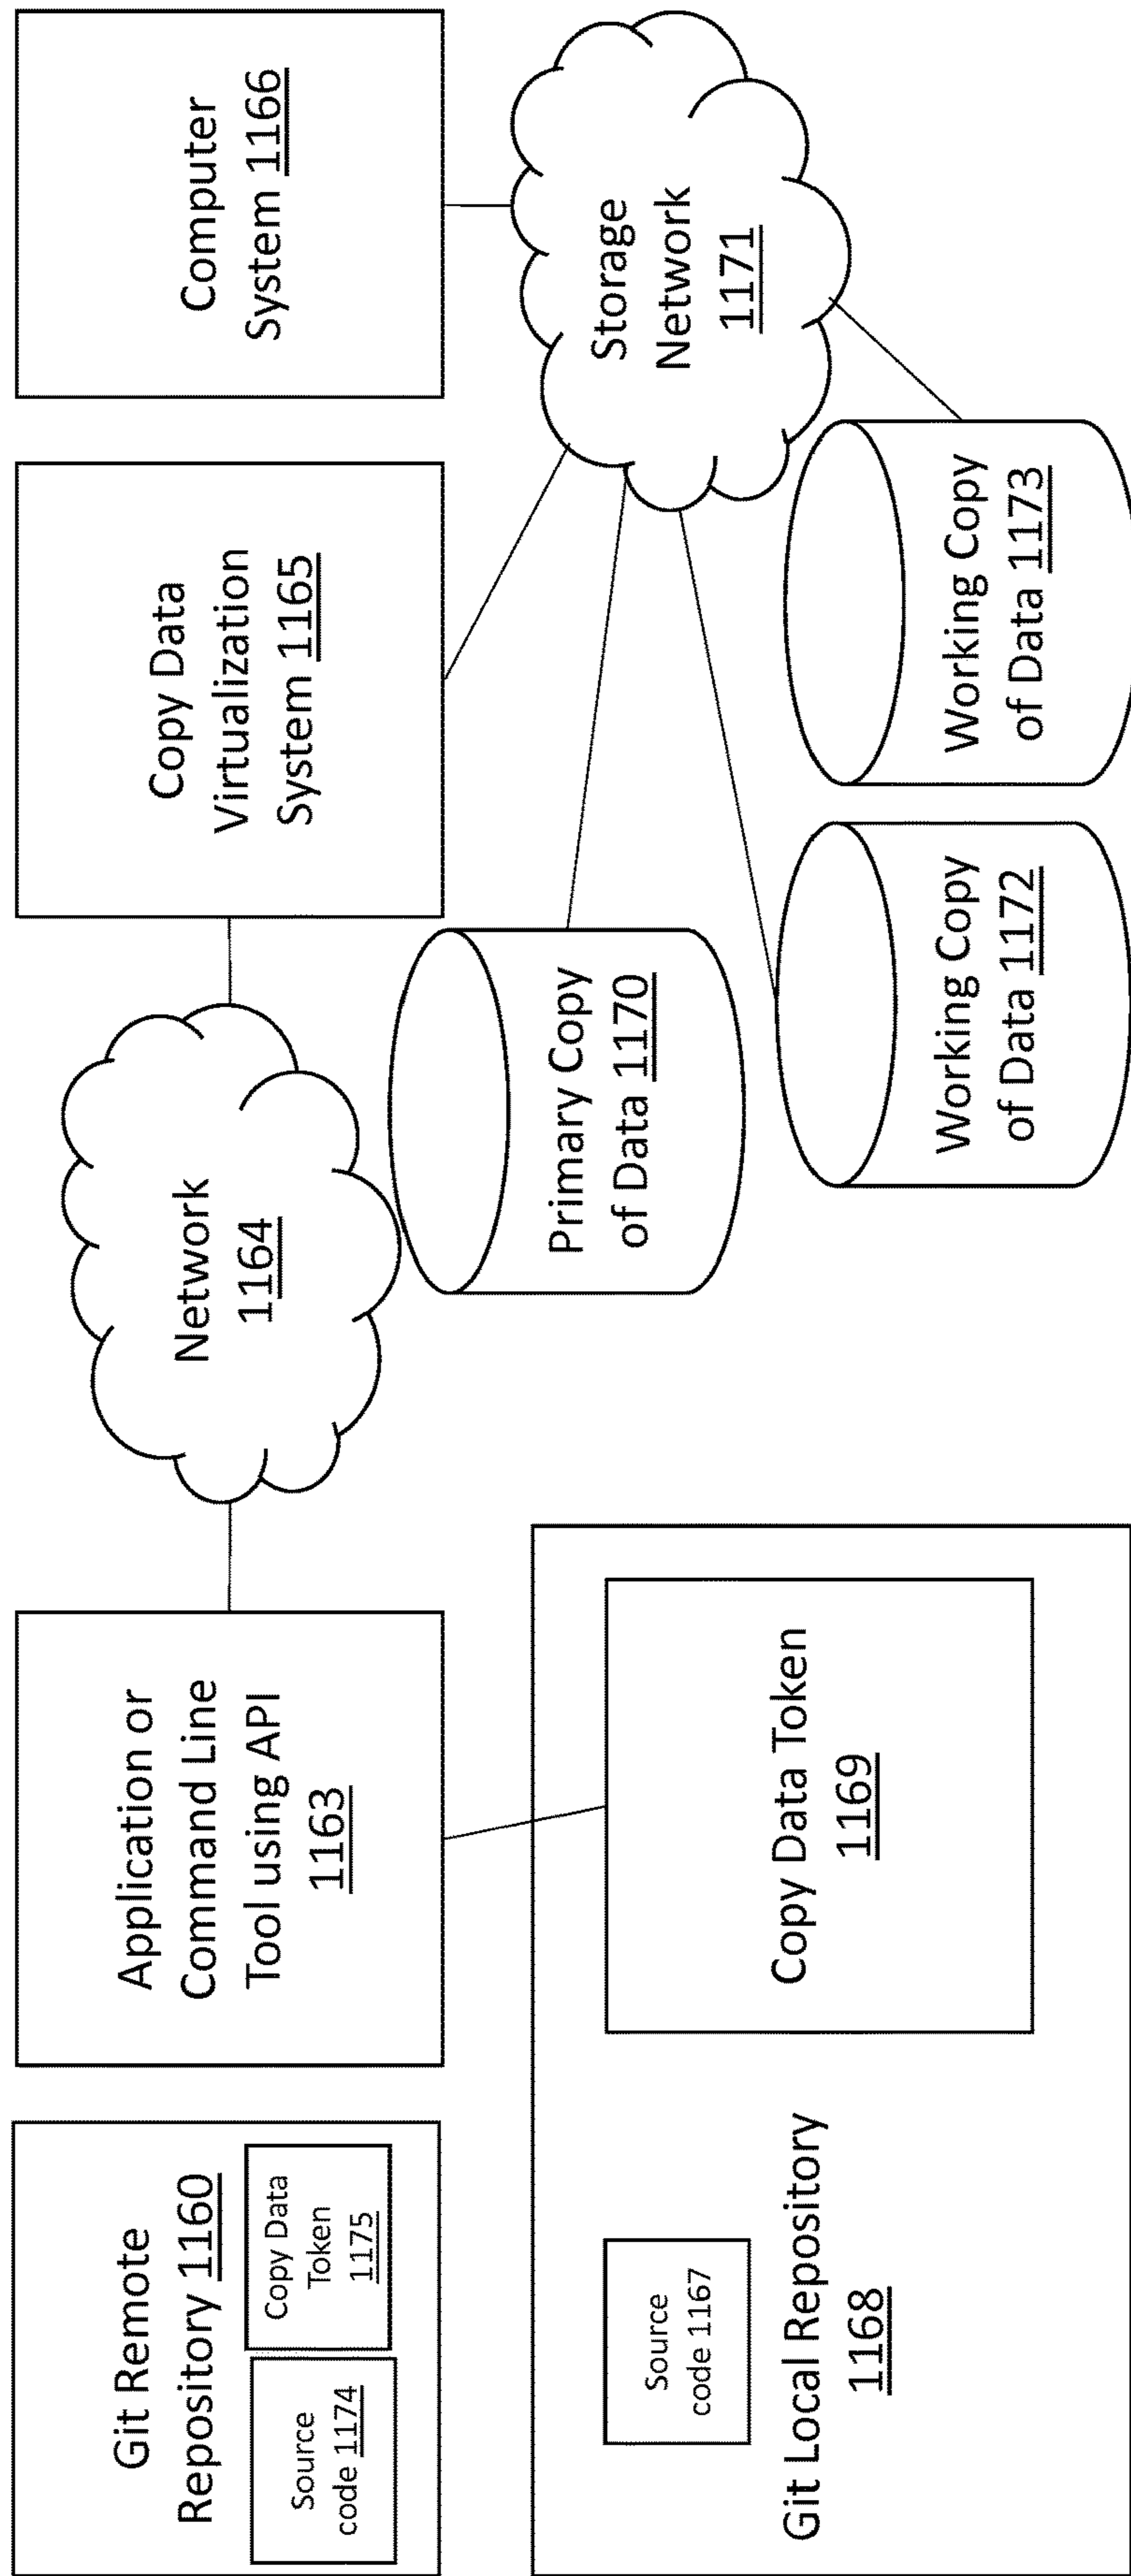 Git Remote
Repository 1160
Source
code 1174
Copy Data
Token
1175
Application or
Command Line
Tool using API
1163
Network
1164
Copy Data
Virtualization
System 1165
Computer
System 1166
Source
code 1167
Git Local Repository
1168
Copy Data Token
1169
Primary Copy
of Data 1170
Storage
Network
1171
Working Copy
of Data 1172
Working Copy
of Data 1173